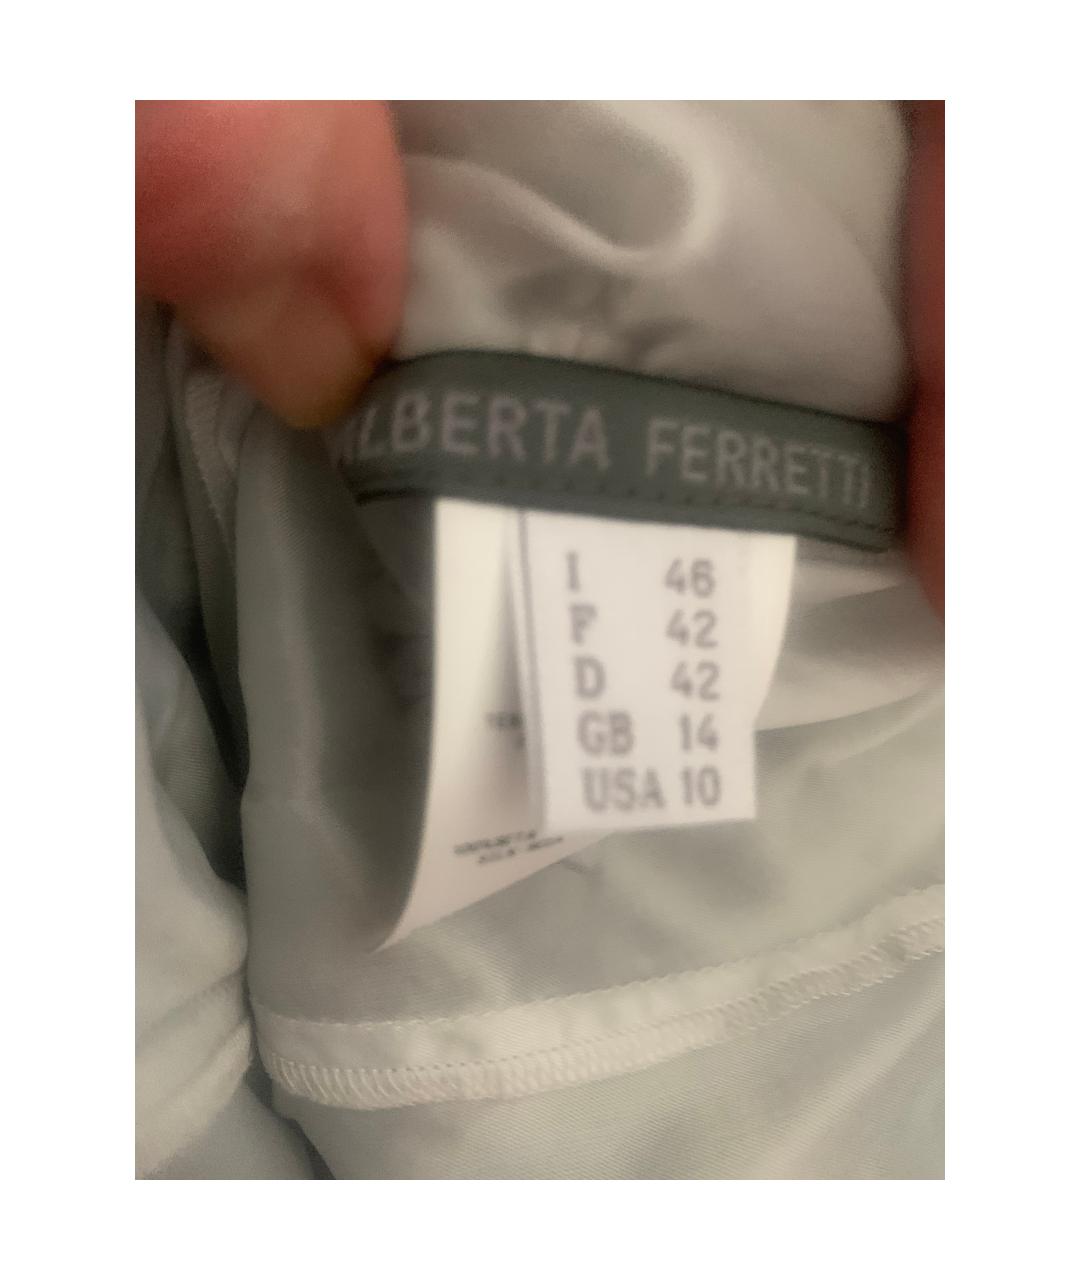 ALBERTA FERRETTI
I 46
F 42
D 42
GB 14
USA 10